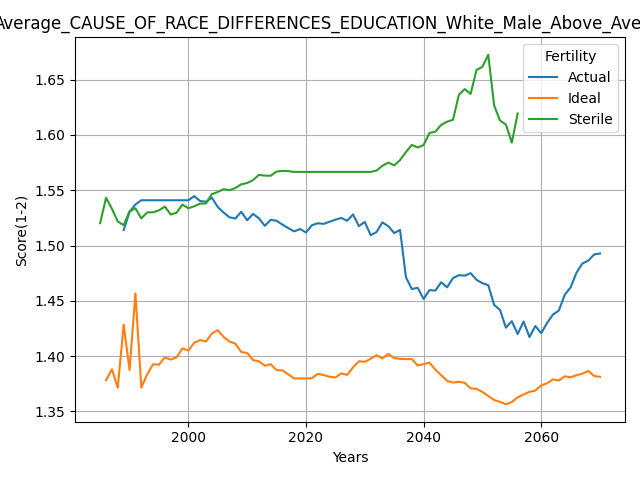 Average_CAUSE_OF_RACE_DIFFERENCES_EDUCATION_White_Male_Above_Ave
Fertility
Actual
Ideal
Sterile
Score(1-2)
1.65
1.60
1.55
1.50
1.45
1.40
1.35
2000 2020 2040 2060
Years